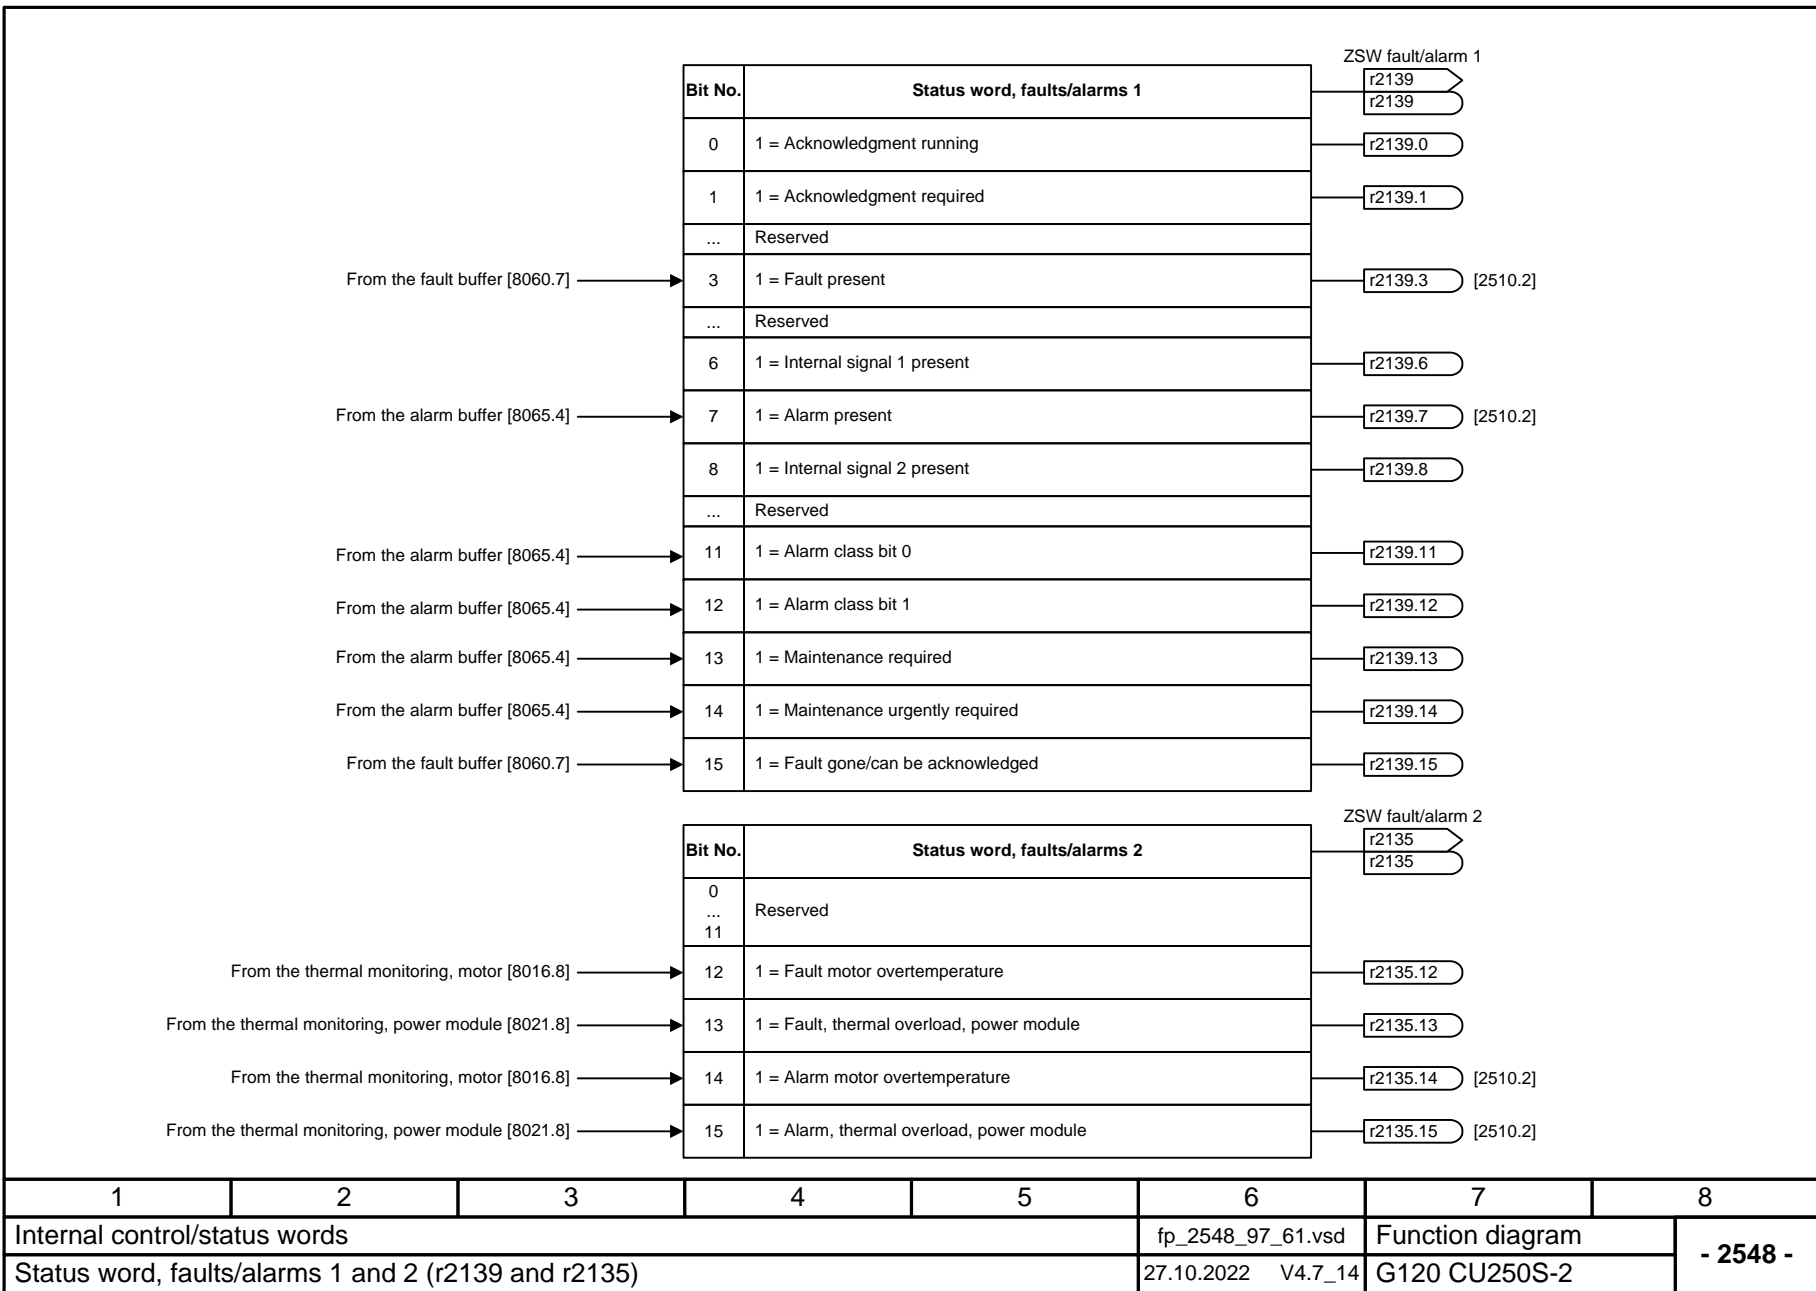 ZSW fault/alarm 1
Bit No. Status word, faults/alarms 1 r2139
r2139
0 1 = Acknowledgment running r2139.0
1 1 = Acknowledgment required r2139.1
... Reserved
From the fault buffer [8060.7] 3 1 = Fault present r2139.3 [2510.2]
... Reserved
6 1 = Internal signal 1 present r2139.6
From the alarm buffer [8065.4] 7 1 = Alarm present r2139.7 [2510.2]
8 1 = Internal signal 2 present r2139.8
... Reserved
From the alarm buffer [8065.4] 11 1 = Alarm class bit 0 r2139.11
From the alarm buffer [8065.4] 12 1 = Alarm class bit 1 r2139.12
From the alarm buffer [8065.4] 13 1 = Maintenance required r2139.13
From the alarm buffer [8065.4] 14 1 = Maintenance urgently required r2139.14
From the fault buffer [8060.7] 15 1 = Fault gone/can be acknowledged r2139.15
ZSW fault/alarm 2
Bit No. Status word, faults/alarms 2 r2135
r2135
0
... Reserved
11
From the thermal monitoring, motor [8016.8] 12 1 = Fault motor overtemperature r2135.12
From the thermal monitoring, power module [8021.8] 13 1 = Fault, thermal overload, power module r2135.13
From the thermal monitoring, motor [8016.8] 14 1 = Alarm motor overtemperature r2135.14 [2510.2]
From the thermal monitoring, power module [8021.8] 15 1 = Alarm, thermal overload, power module r2135.15 [2510.2]
1 2 3 4 5 6 7 8
Internal control/status words fp_2548_97_61.vsd Function diagram - 2548 -
Status word, faults/alarms 1 and 2 (r2139 and r2135) 27.10.2022 V4.7_14 G120 CU250S-2